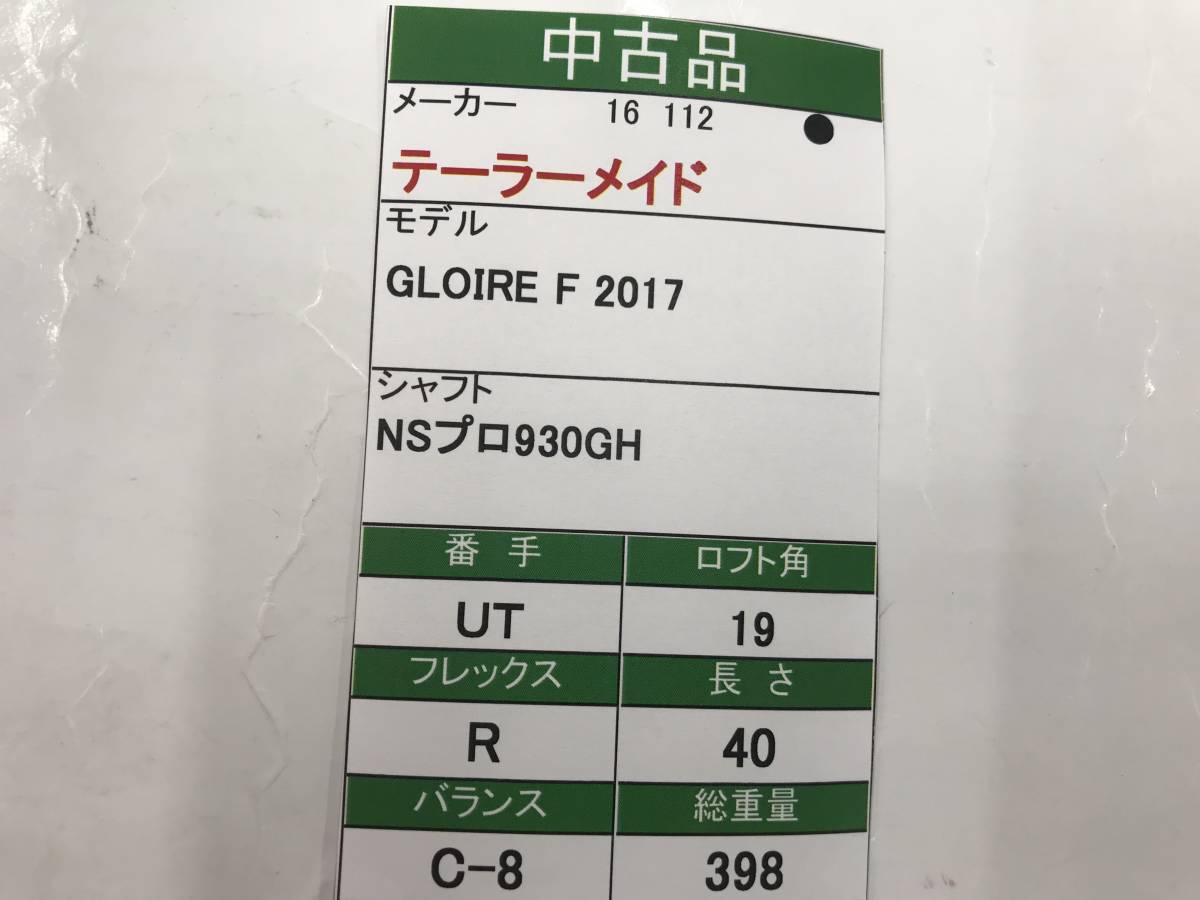 中古品
メーカー 16 112
テーラーメイド
モデル
GLOIRE F 2017
シャフト
NSプロ930GH
番手 ロフト角
UT 19
フレックス 長さ
R 40
バランス 総重量
C-8 398